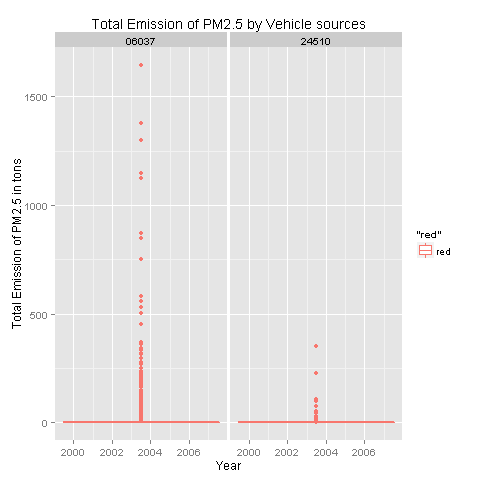 Total Emission of PM2.5 by Vehicle sources
06037
24510
Total Emission of PM2.5 in tons
1500
1000
500
0
2000 2002 2004 2006
2000 2002 2004 2006
Year
"red"
red